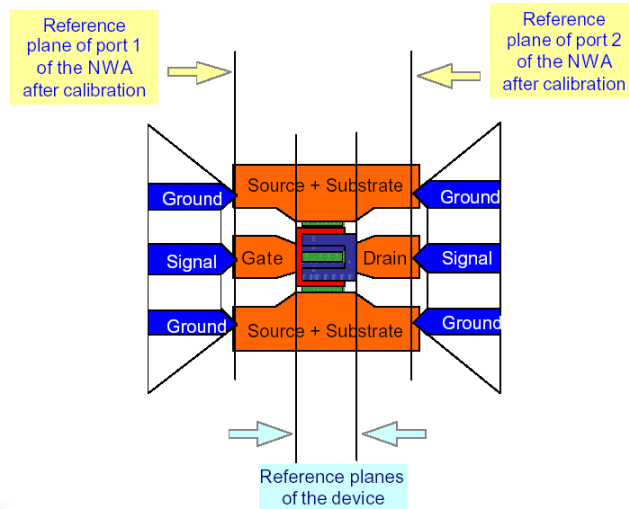 Reference
plane of port 1
of the NWA
after calibration
Reference
plane of port 2
of the NWA
after calibration
Source + Substrate
Ground
Ground
Signal
Gate
Drain
Signal
Ground
Source + Substrate
Ground
Reference planes
of the device